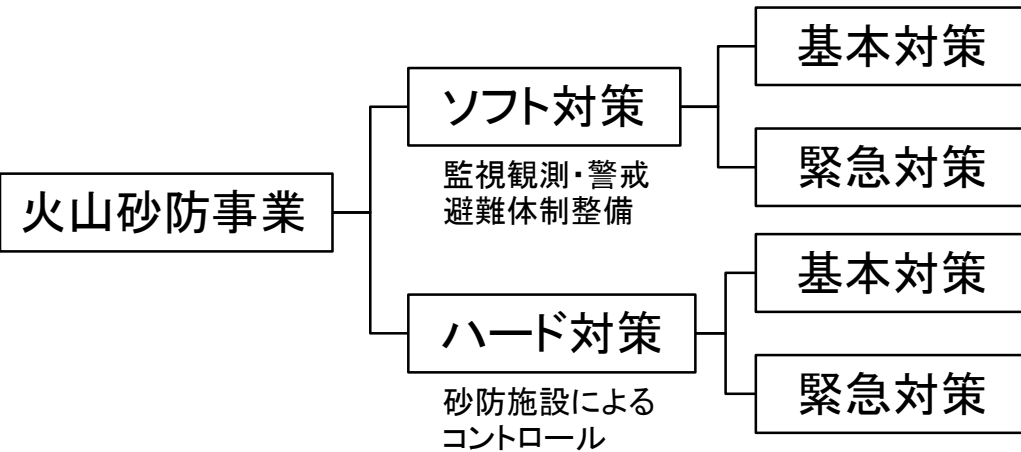 火山砂防事業
ソフト対策
監視観測・警戒
避難体制整備
基本対策
緊急対策
ハード対策
砂防施設による
コントロール
基本対策
緊急対策